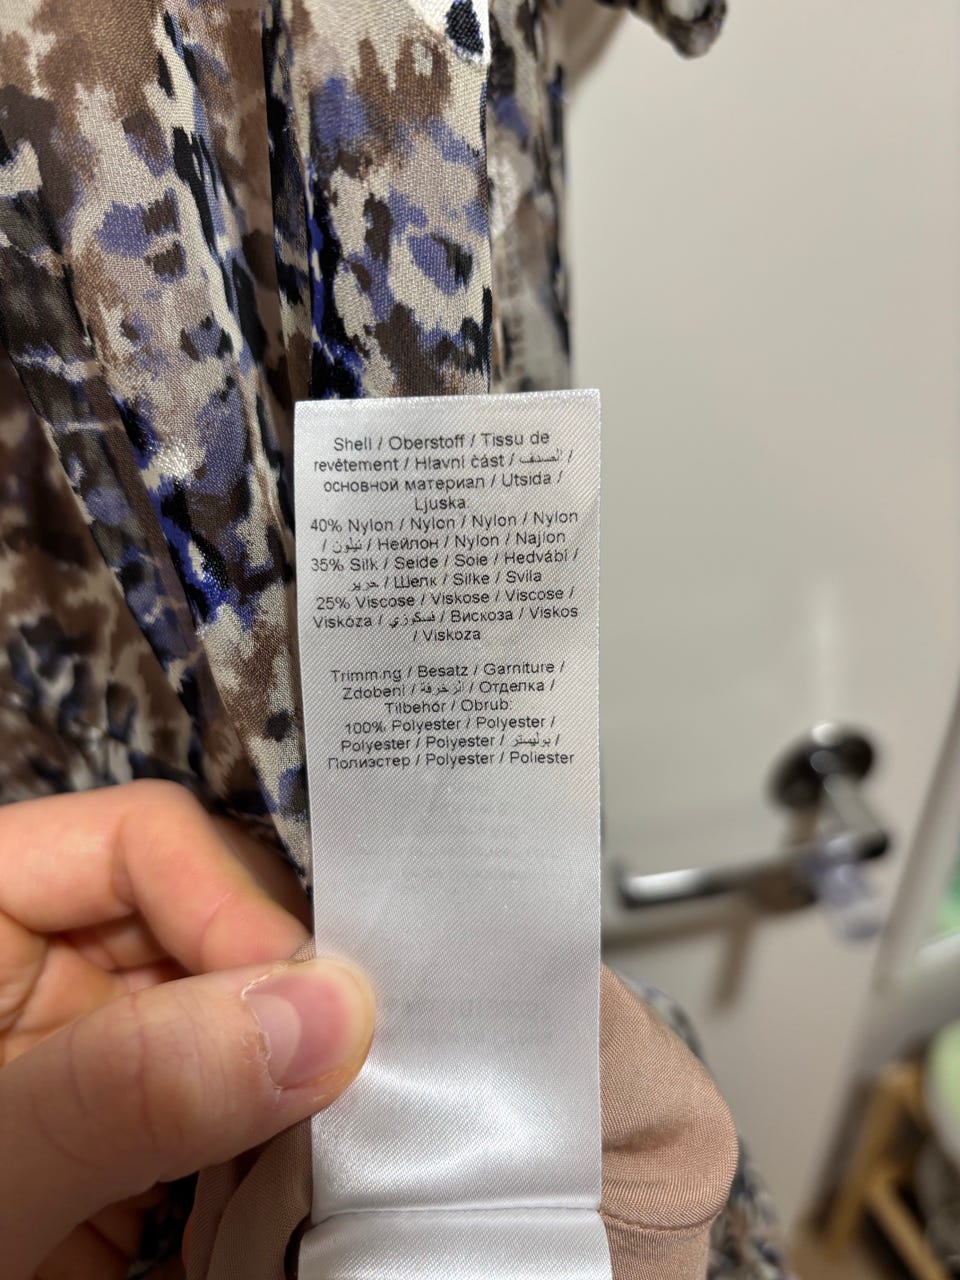 Shell / Oberstoff / Tissu de
revêtement / Hlavní část / الصدف /
основной материал / Utsida /
Ljuska:
40% Nylon / Nylon / Nylon / Nylon
/ نيلون / Нейлон / Nylon / Najlon
35% Silk / Seide / Soie / Hedvábí /
حرير / Шелк / Silke / Svila
25% Viscose / Viskose / Viscose /
Viskóza / فسكوزي / Вискоза / Viskos
/ Viskoza
Trimming / Besatz / Garniture /
Zdobení / الزخرفة / Отделка /
Tilbehór / Obrub:
100% Polyester / Polyester /
Polyester / Polyester / بوليستر /
Полиэстер / Polyester / Poliester